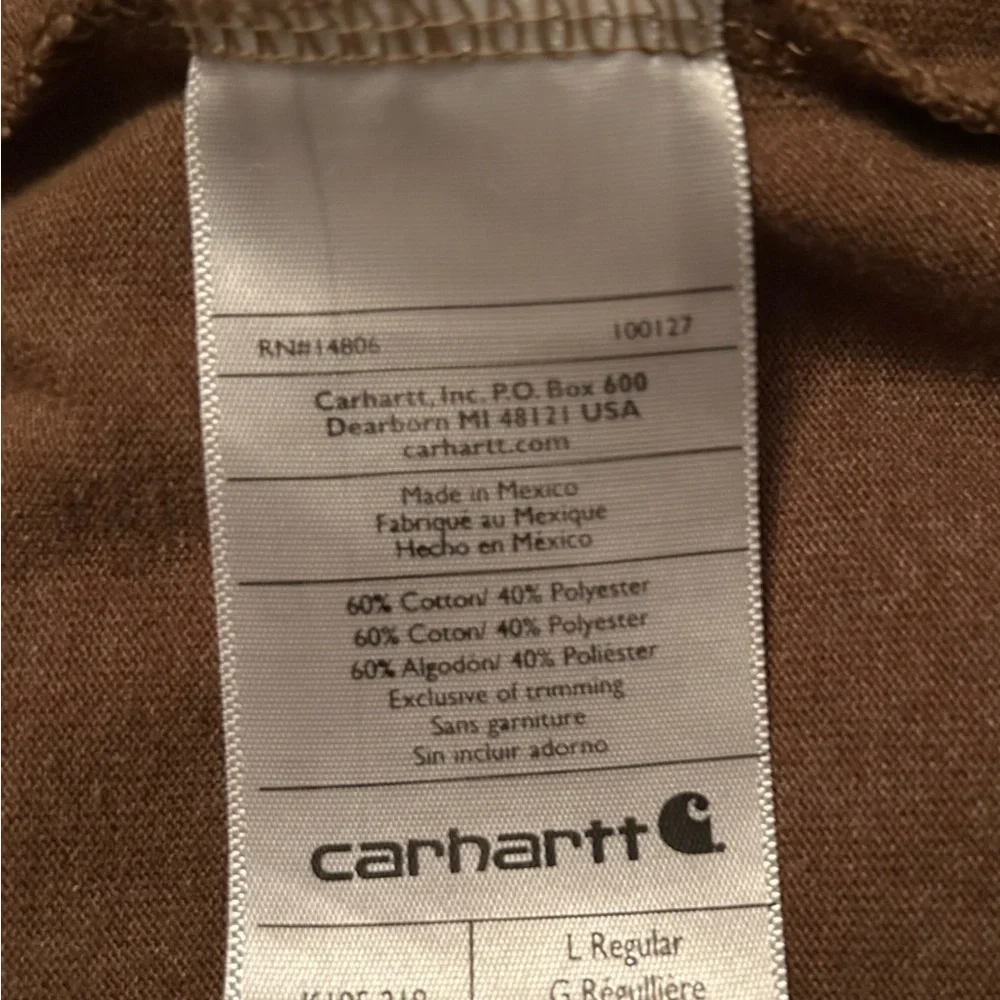 RN#14806 100127
Carhartt, Inc. P.O. Box 600
Dearborn MI 48121 USA
carhartt.com
Made in Mexico
Fabriqué au Mexique
Hecho en México
60% Cotton/ 40% Polyester
60% Coton/ 40% Polyester
60% Algodón/ 40% Poliéster
Exclusive of trimming
Sans garniture
Sin incluir adorno
carhartt
L Regular
G Régullière